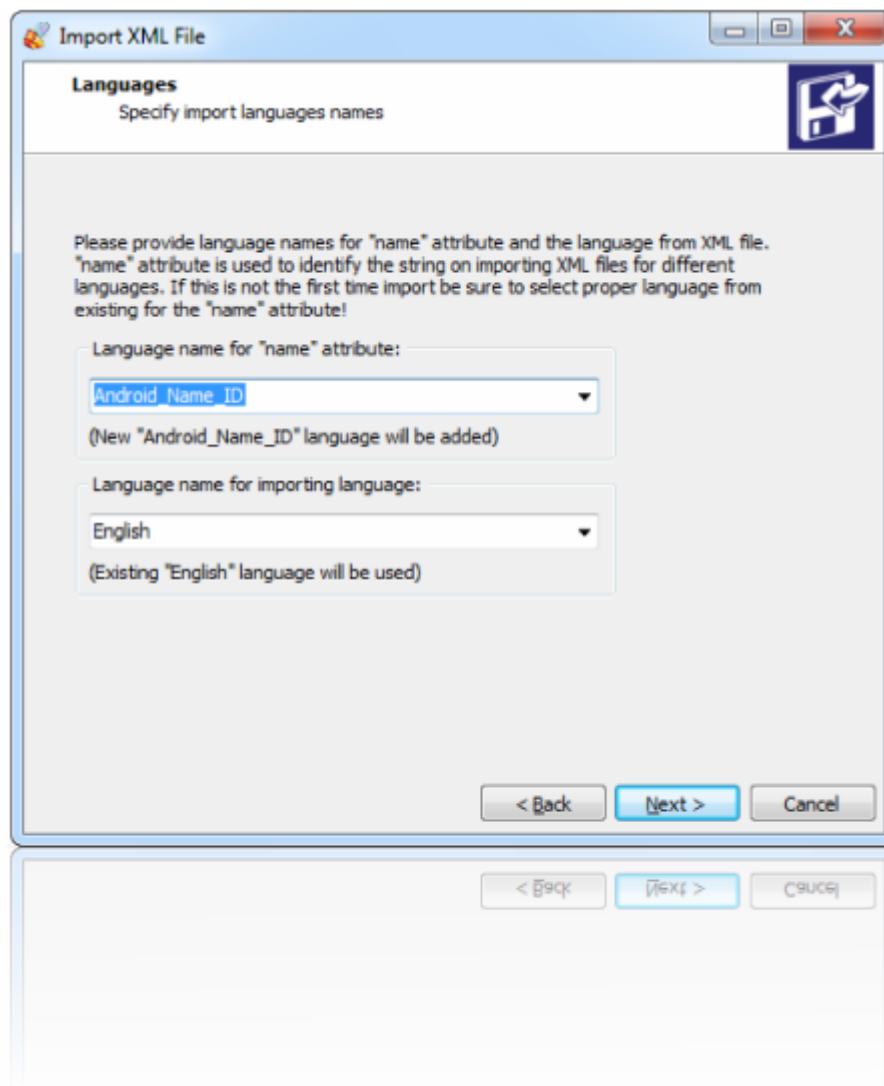 Import XML File
Languages
Specify import languages names
Please provide language names for "name" attribute and the language from XML file.
"name" attribute is used to identify the string on importing XML files for different
languages. If this is not the first time import be sure to select proper language from
existing for the "name" attribute!
Language name for "name" attribute:
Android_Name_ID
(New "Android_Name_ID" language will be added)
Language name for importing language:
English
(Existing "English" language will be used)
< Back Next > Cancel
< Back Next > Cancel